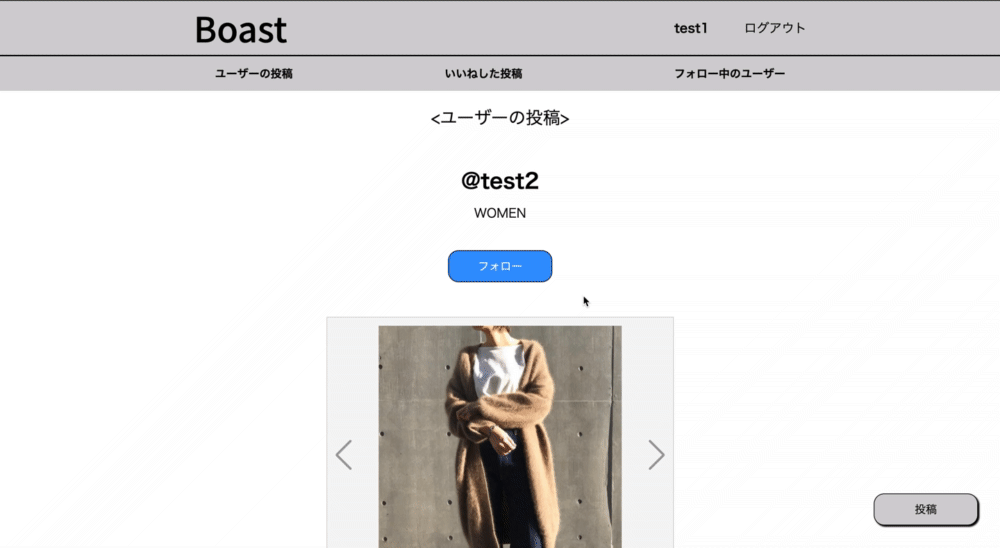 Boast
test1 ログアウト
ユーザーの投稿 いいねした投稿 フォロー中のユーザー
<ユーザーの投稿>
@test2
WOMEN
フォロー
投稿